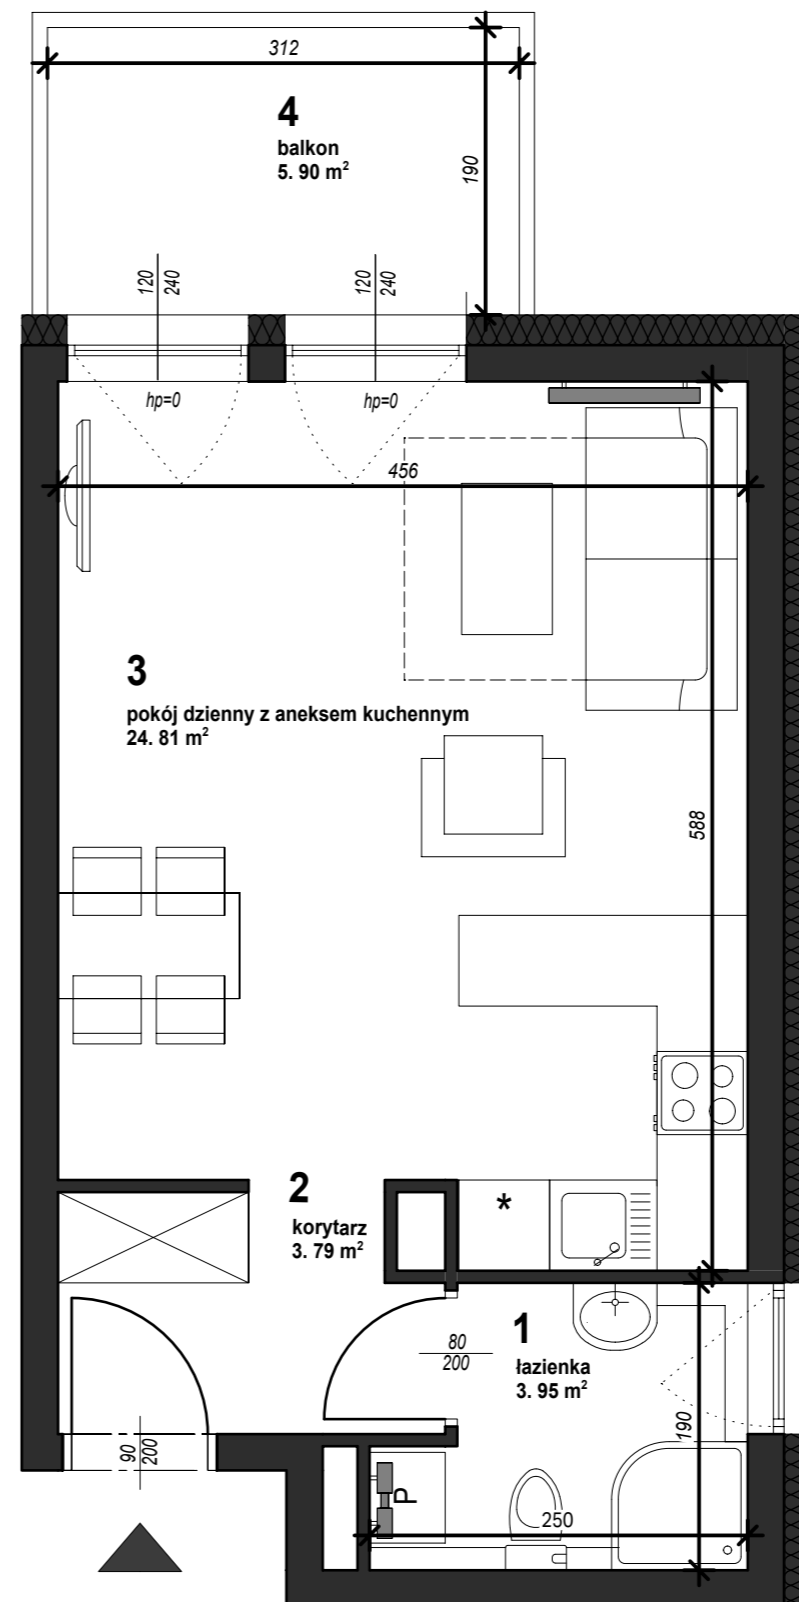 312
4
balkon
5. 90 m²
190
120
240
120
240
hp=0
hp=0
456
3
pokój dzienny z aneksem kuchennym
24. 81 m²
588
2
korytarz
3. 79 m²
*
1
łazienka
3. 95 m²
80
200
90
200
190
P
250